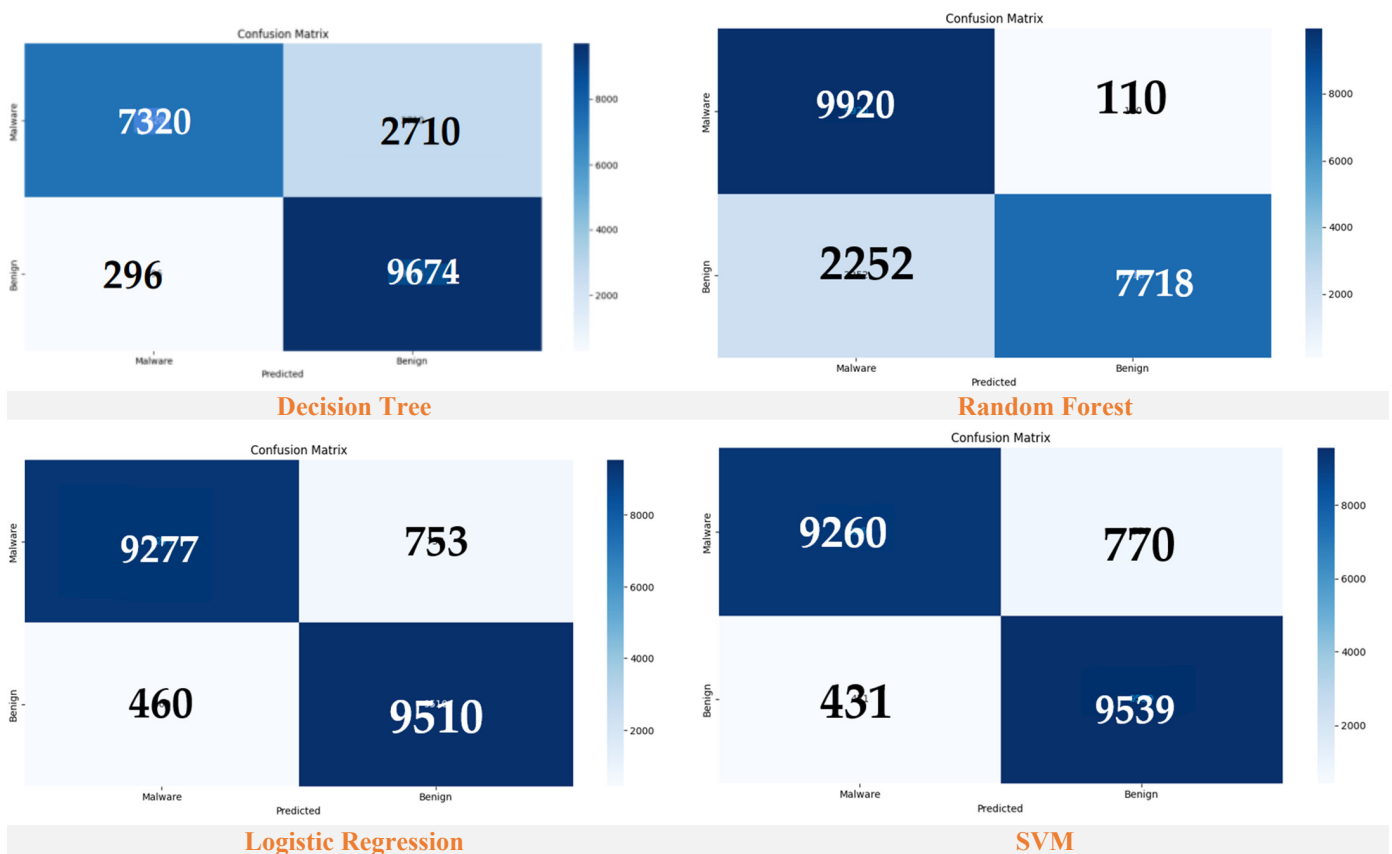 Confusion Matrix
Malware
7320
2710
8000
6000
Benign
296
9674
4000
2000
Malware
Benign
Predicted
Decision Tree
Confusion Matrix
Malware
9920
110
8000
6000
Benign
2252
7718
4000
2000
Malware
Benign
Predicted
Random Forest
Confusion Matrix
Malware
9277
753
8000
6000
Benign
460
9510
4000
2000
Malware
Benign
Predicted
Logistic Regression
Confusion Matrix
Malware
9260
770
8000
6000
Benign
431
9539
4000
2000
Malware
Benign
Predicted
SVM